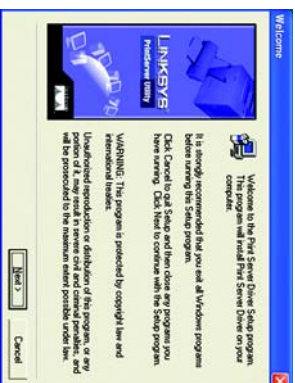 Welcome
LINKSYS
PrintServer Utility
Welcome to the Print Server Driver Setup program.
This program will install Print Server Driver on your
computer.
It is strongly recommended that you exit all Windows programs
before running this Setup program.
Click Cancel to quit Setup and then close any programs you
have running. Click Next to continue with the Setup program.
WARNING: This program is protected by copyright law and
international treaties.
Unauthorized reproduction or distribution of this program, or any
portion of it, may result in severe civil and criminal penalties, and
will be prosecuted to the maximum extent possible under law.
Next >
Cancel